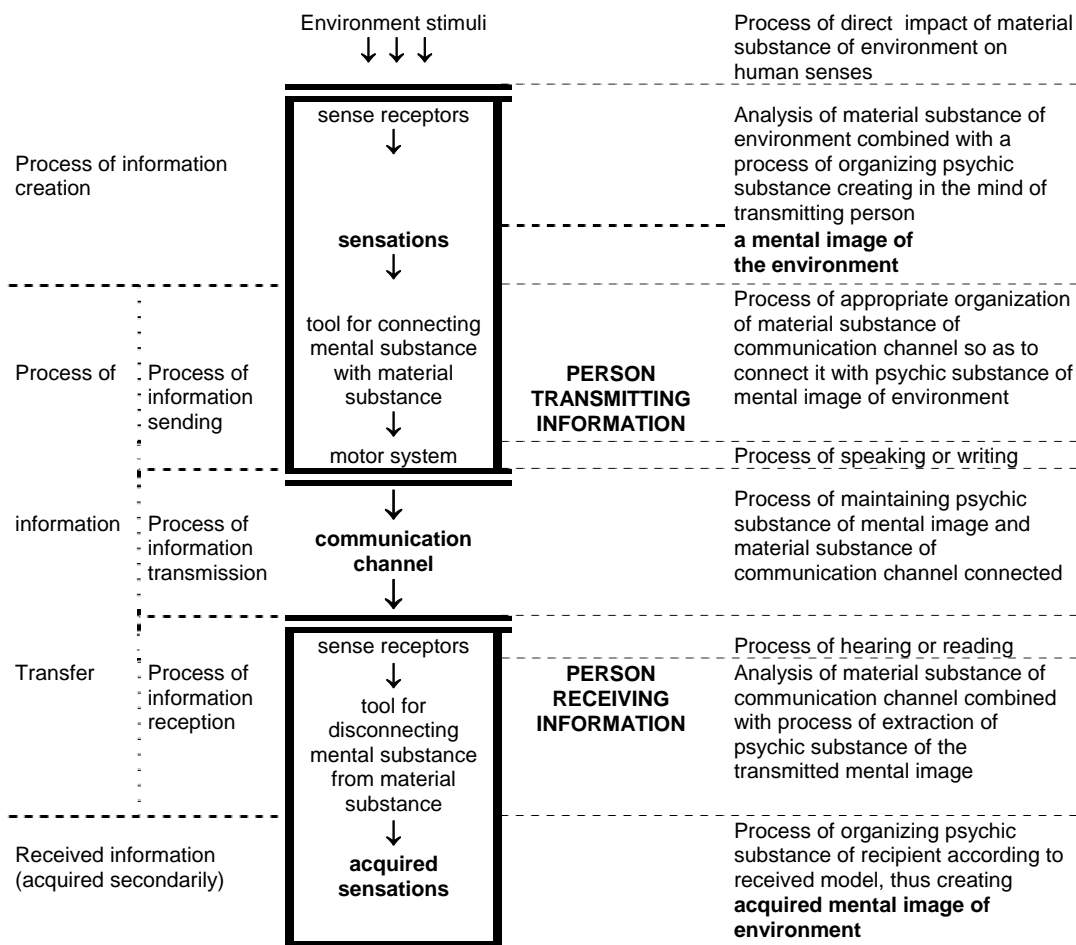 Environment stimuli
Process of direct impact of material
substance of environment on
human senses
Process of information
creation
sense receptors
sensations
Analysis of material substance of
environment combined with a
process of organizing psychic
substance creating in the mind of
transmitting person
a mental image of
the environment
Process of
Process of
information
sending
tool for connecting
mental substance
with material
substance
motor system
PERSON
TRANSMITTING
INFORMATION
Process of appropriate organization
of material substance of
communication channel so as to
connect it with psychic substance of
mental image of environment
Process of speaking or writing
information
Process of
information
transmission
communication
channel
Process of maintaining psychic
substance of mental image and
material substance of
communication channel connected
Transfer
Process of
information
reception
sense receptors
tool for
disconnecting
mental substance
from material
substance
PERSON
RECEIVING
INFORMATION
Process of hearing or reading
Analysis of material substance of
communication channel combined
with process of extraction of
psychic substance of the
transmitted mental image
Received information
(acquired secondarily)
acquired
sensations
Process of organizing psychic
substance of recipient according to
received model, thus creating
acquired mental image of
environment